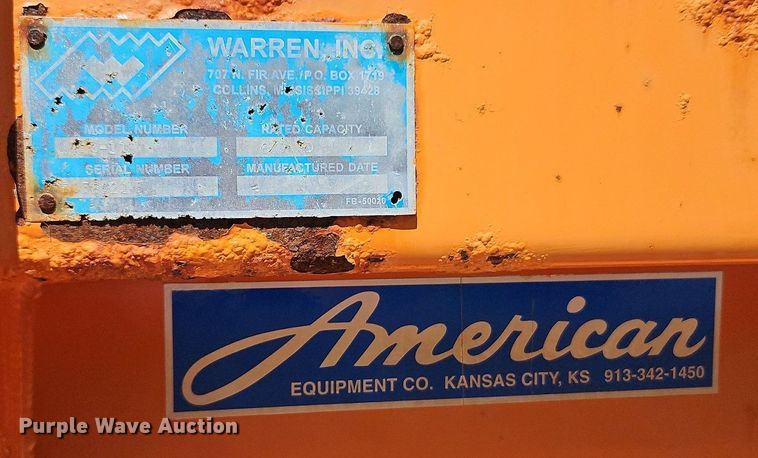 WARREN, INC.
707 N. FIR AVE./P.O. BOX 1719
COLLINS, MISSISSIPPI 39428
MODEL NUMBER
RATED CAPACITY
SERIAL NUMBER
MANUFACTURED DATE
FB-50020
American
EQUIPMENT CO. KANSAS CITY, KS 913-342-1450
Purple Wave Auction